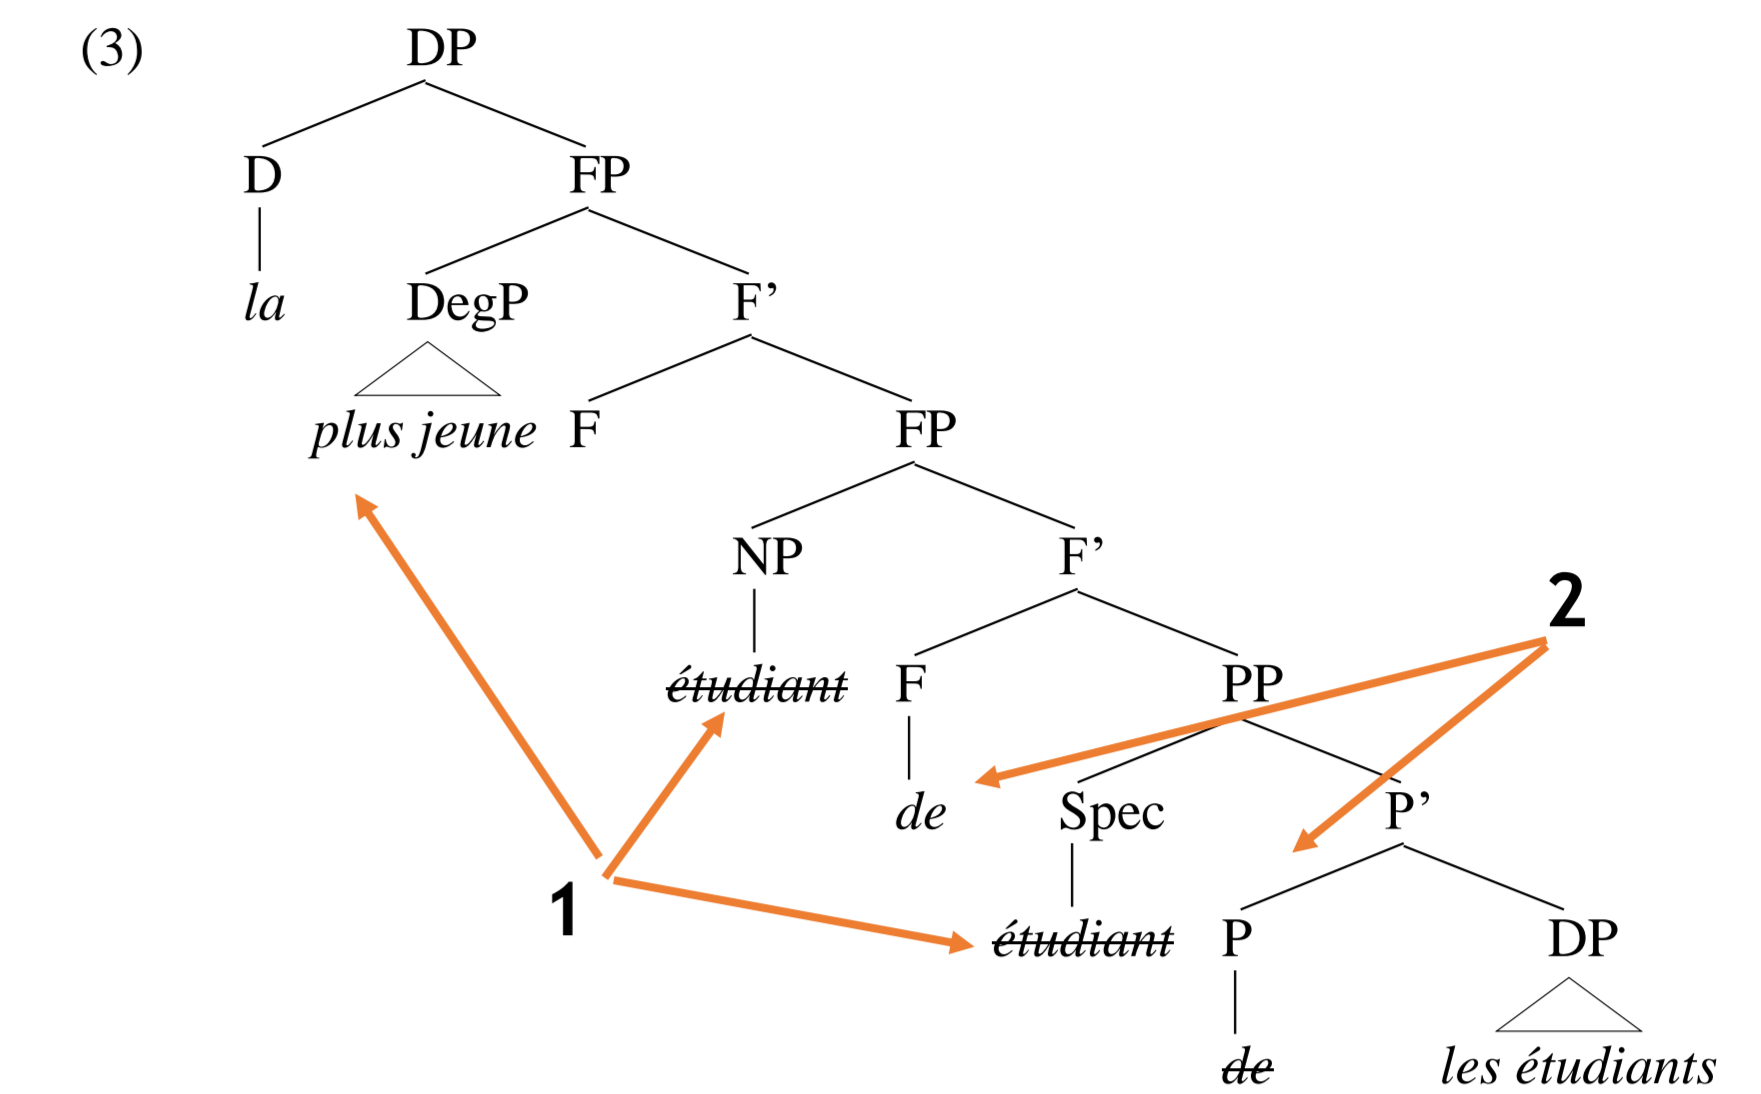 (3) DP
D FP
la DegP F’
plus jeune F FP
NP F’
2
étudiant F PP
de Spec P’
1
étudiant P DP
de les étudiants